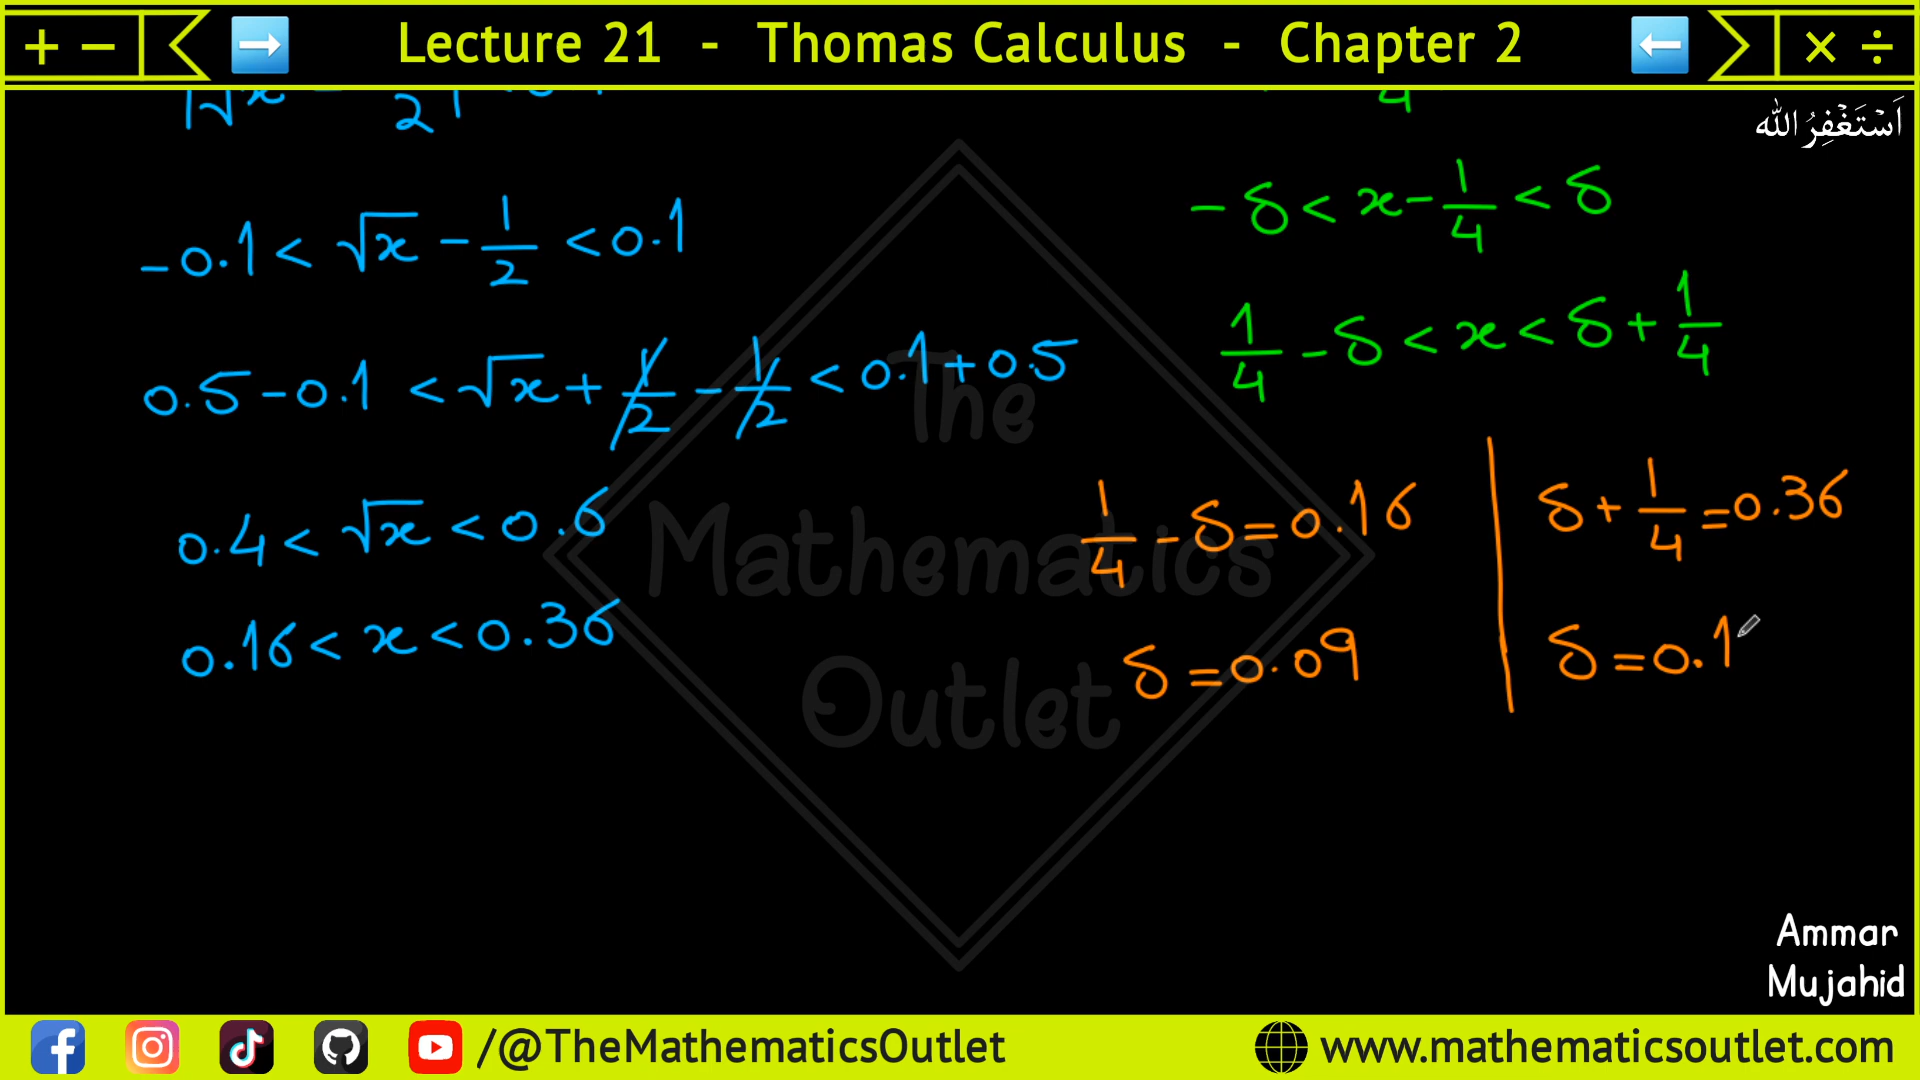 + − Lecture 21 - Thomas Calculus - Chapter 2 × ÷
أَسْتَغْفِرُ اللّٰه
-0.1 < √x - 1/2 < 0.1
0.5 - 0.1 < √x + 1/2 - 1/2 < 0.1 + 0.5
0.4 < √x < 0.6
0.16 < x < 0.36
-δ < x - 1/4 < δ
1/4 - δ < x < δ + 1/4
1/4 - δ = 0.16
δ = 0.09
δ + 1/4 = 0.36
δ = 0.1
The
Mathematics
Outlet
Ammar
Mujahid
/@TheMathematicsOutlet www.mathematicsoutlet.com